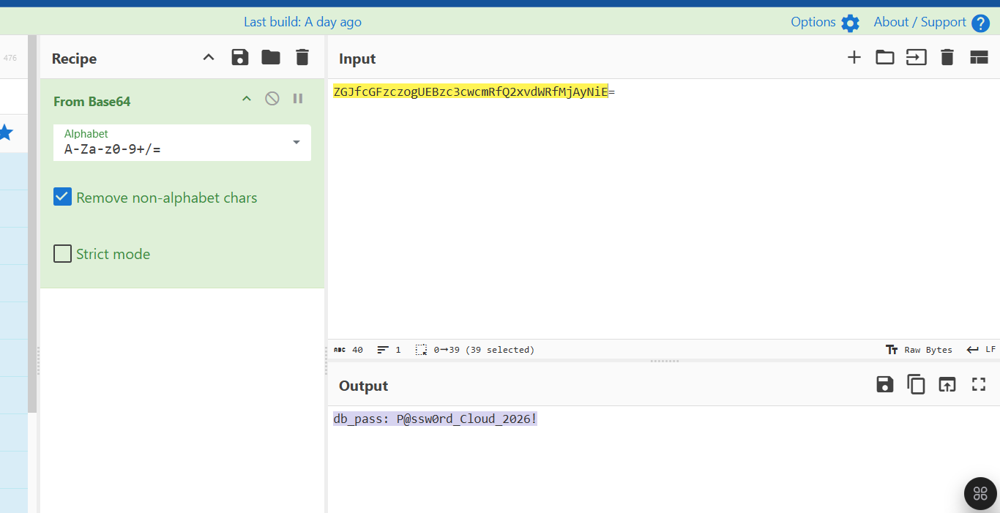 Last build: A day ago
Options
About / Support
?
476
Recipe
Input
From Base64
Alphabet
A-Za-z0-9+/=
Remove non-alphabet chars
Strict mode
ZGJfcGFzczogUEBzc3cwcmRfQ2xvdWRfMjAyNiE=
ABC 40
1
0→39 (39 selected)
Tт Raw Bytes
LF
Output
db_pass: P@ssw0rd_Cloud_2026!